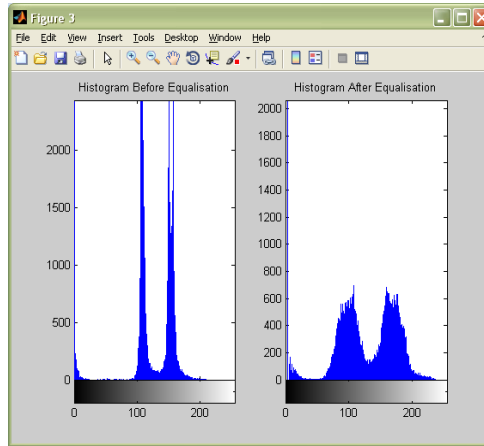 Figure 3
File Edit View Insert Tools Desktop Window Help
Histogram Before Equalisation
2000
1500
1000
500
0
0 100 200
Histogram After Equalisation
2000
1800
1600
1400
1200
1000
800
600
400
200
0
0 100 200